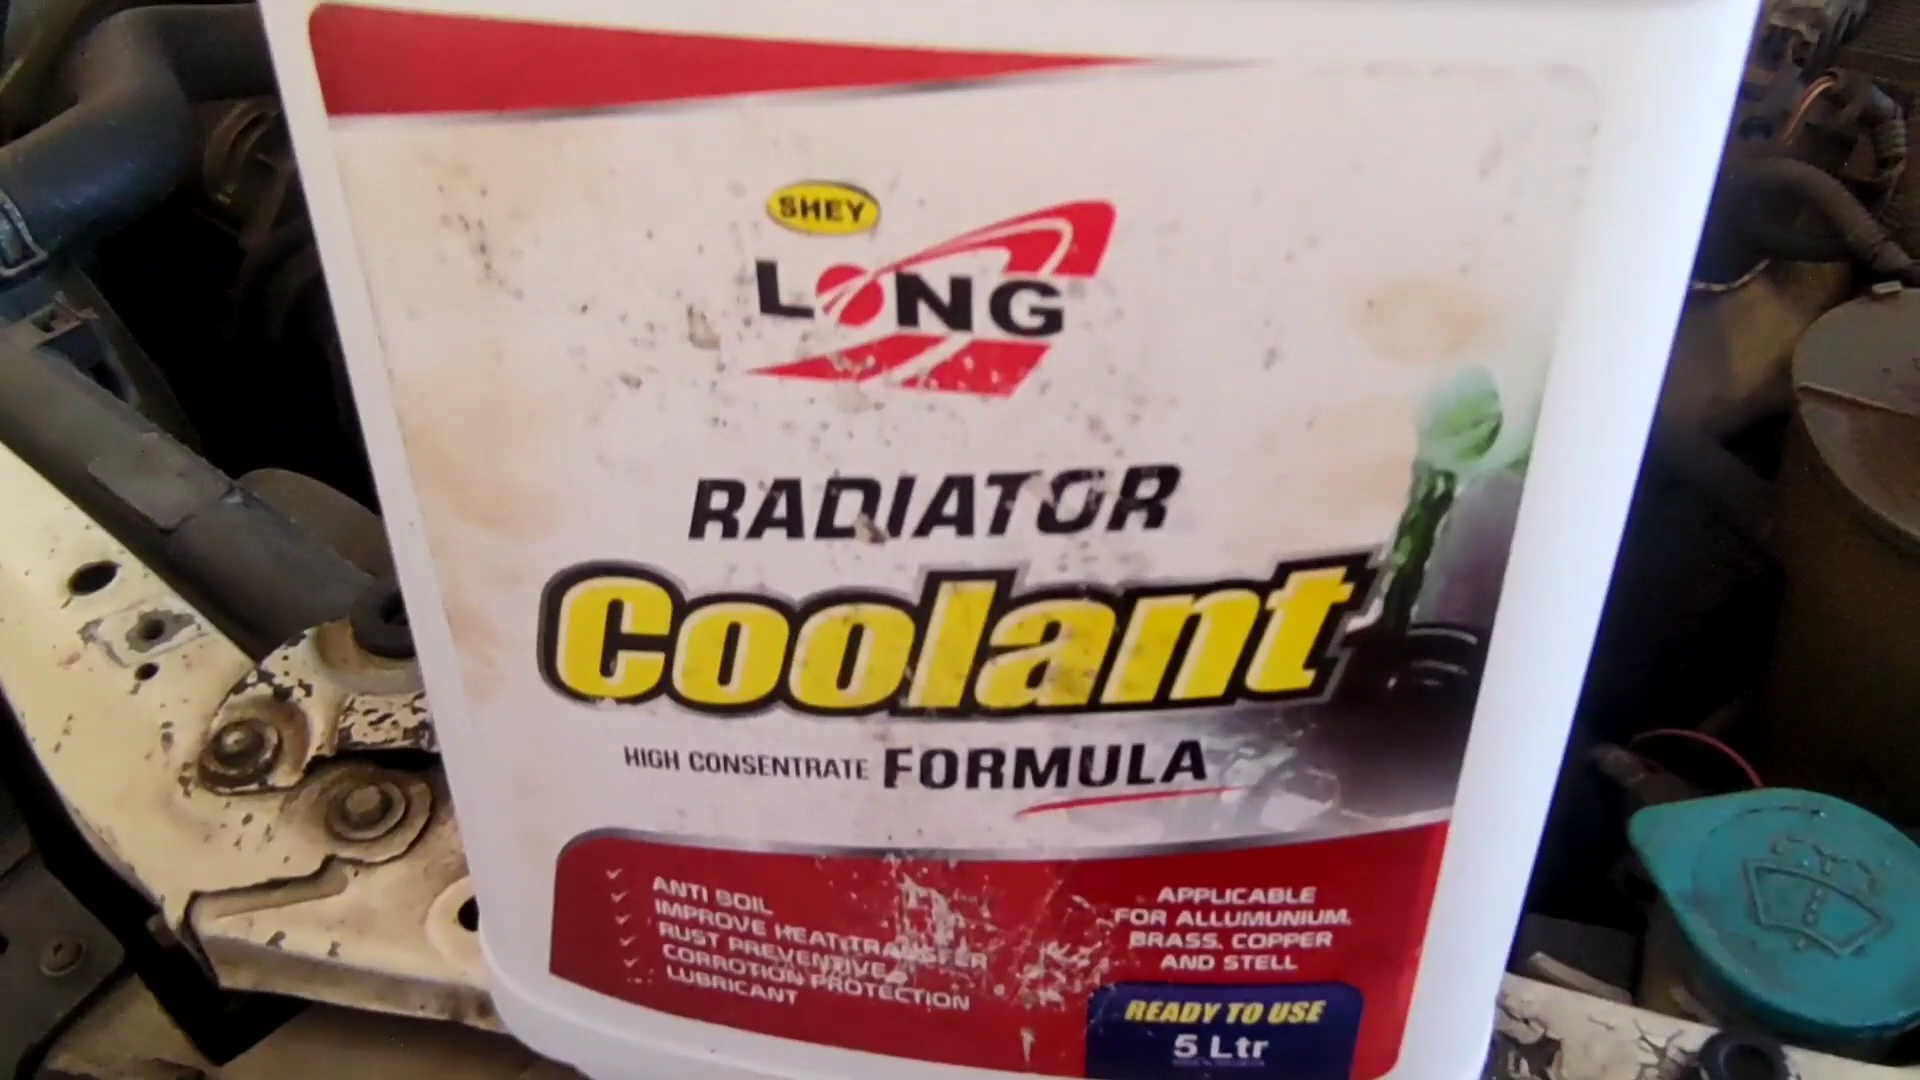 SHEY
LONG
RADIATOR
Coolant
HIGH CONSENTRATE FORMULA
ANTI BOIL
IMPROVE HEAT TRANSFER
RUST PREVENTIVE
CORROTION PROTECTION
LUBRICANT
APPLICABLE
FOR ALLUMUNIUM,
BRASS, COPPER
AND STELL
READY TO USE
5 Ltr